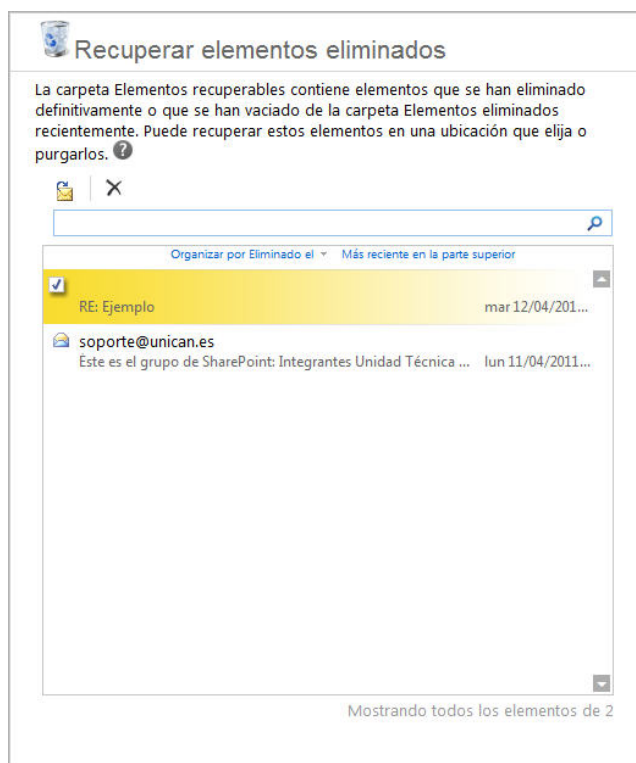 Recuperar elementos eliminados
La carpeta Elementos recuperables contiene elementos que se han eliminado
definitivamente o que se han vaciado de la carpeta Elementos eliminados
recientemente. Puede recuperar estos elementos en una ubicación que elija o
purgarlos. ?
Organizar por Eliminado el Más reciente en la parte superior
RE: Ejemplo mar 12/04/201...
soporte@unican.es
Éste es el grupo de SharePoint: Integrantes Unidad Técnica ... lun 11/04/2011...
Mostrando todos los elementos de 2